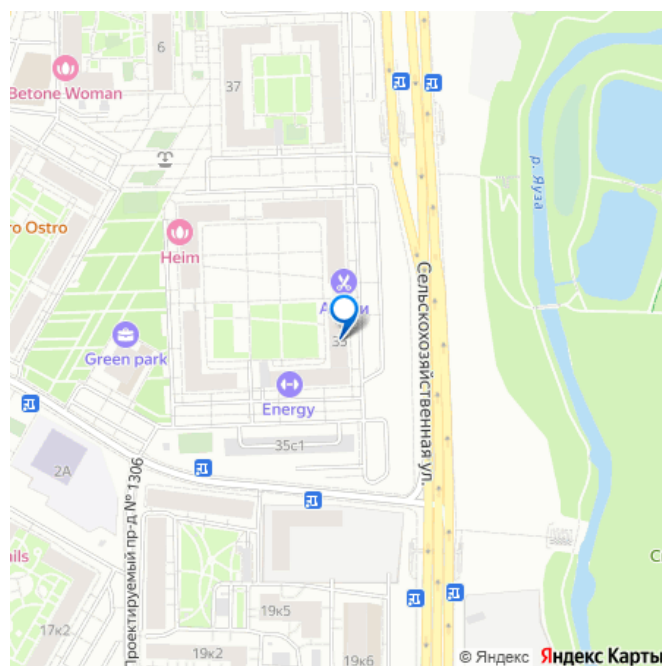 6
37
Betone Woman
р. Яуза
ro Ostro
Heim
Сельскохозяйственная ул.
35
Green park
Energy
35с1
2А
Проектируемый пр-д № 1306
ails
17к2
19к5
19к2
19к6
© Яндекс Яндекс Карты